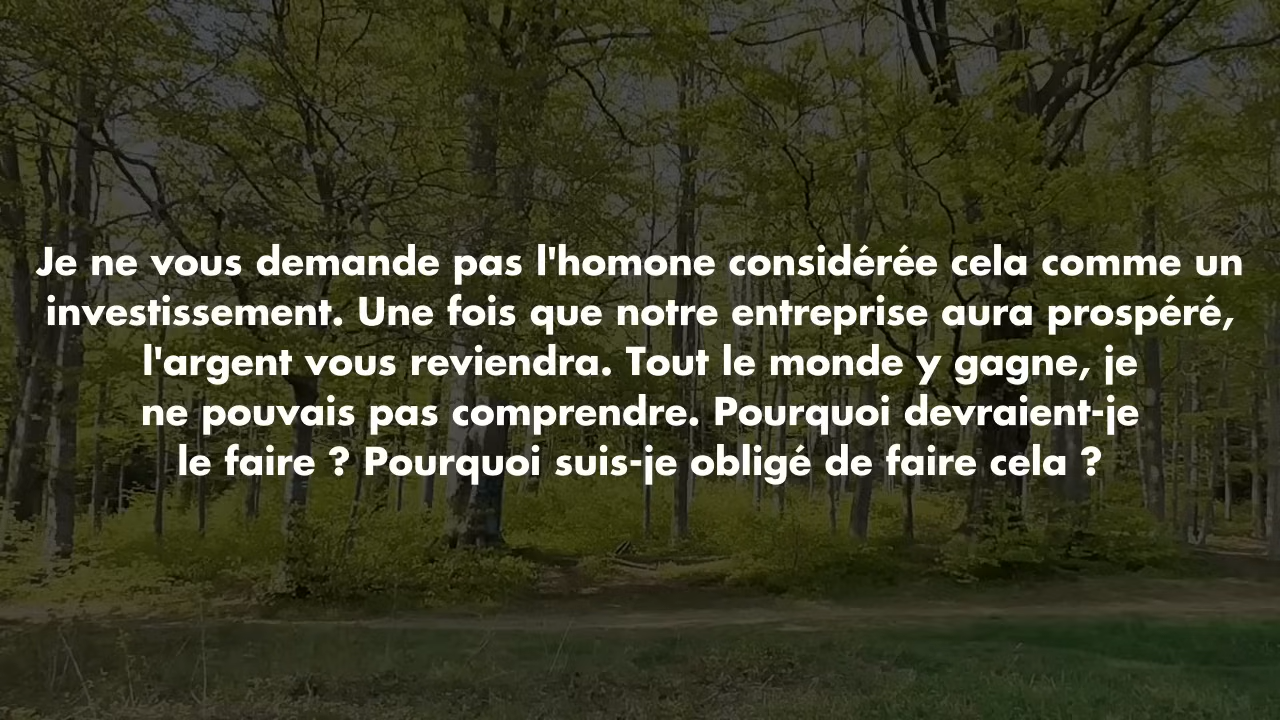 Je ne vous demande pas l'homone considérée cela comme un
investissement. Une fois que notre entreprise aura prospéré,
l'argent vous reviendra. Tout le monde y gagne, je
ne pouvais pas comprendre. Pourquoi devraient-je
le faire ? Pourquoi suis-je obligé de faire cela ?